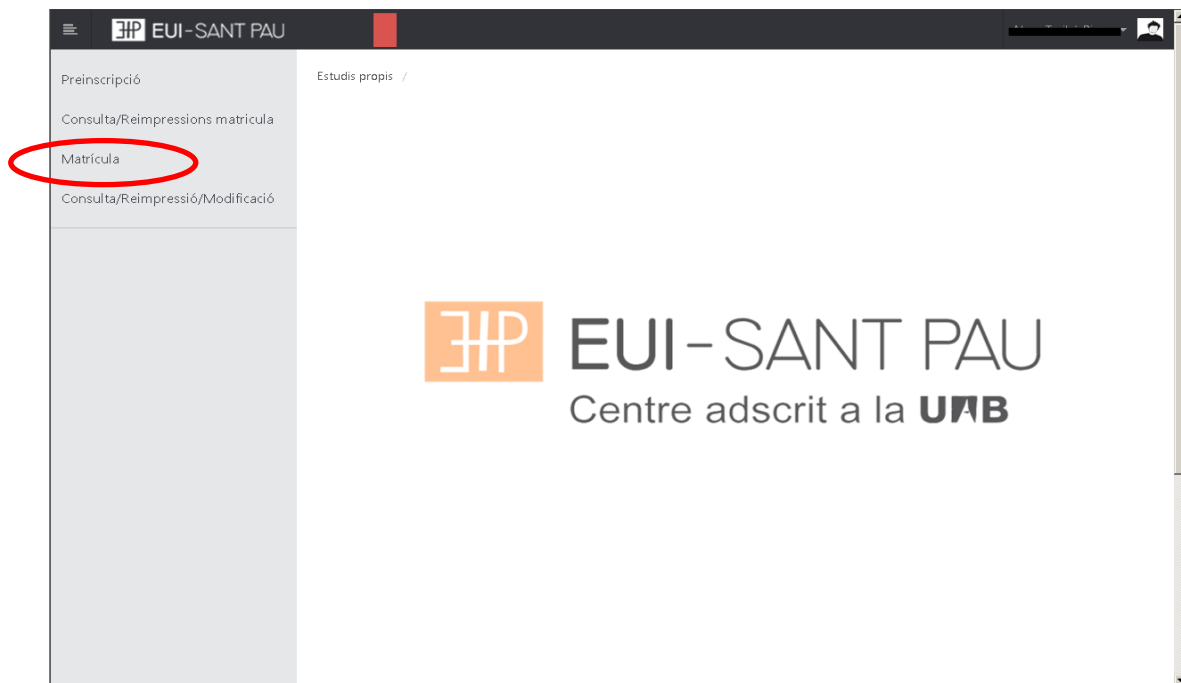 EUI-SANT PAU
Preinscripció
Estudis propis /
Consulta/Reimpressions matricula
Matrícula
Consulta/Reimpressió/Modificació
EUI-SANT PAU
Centre adscrit a la UAB